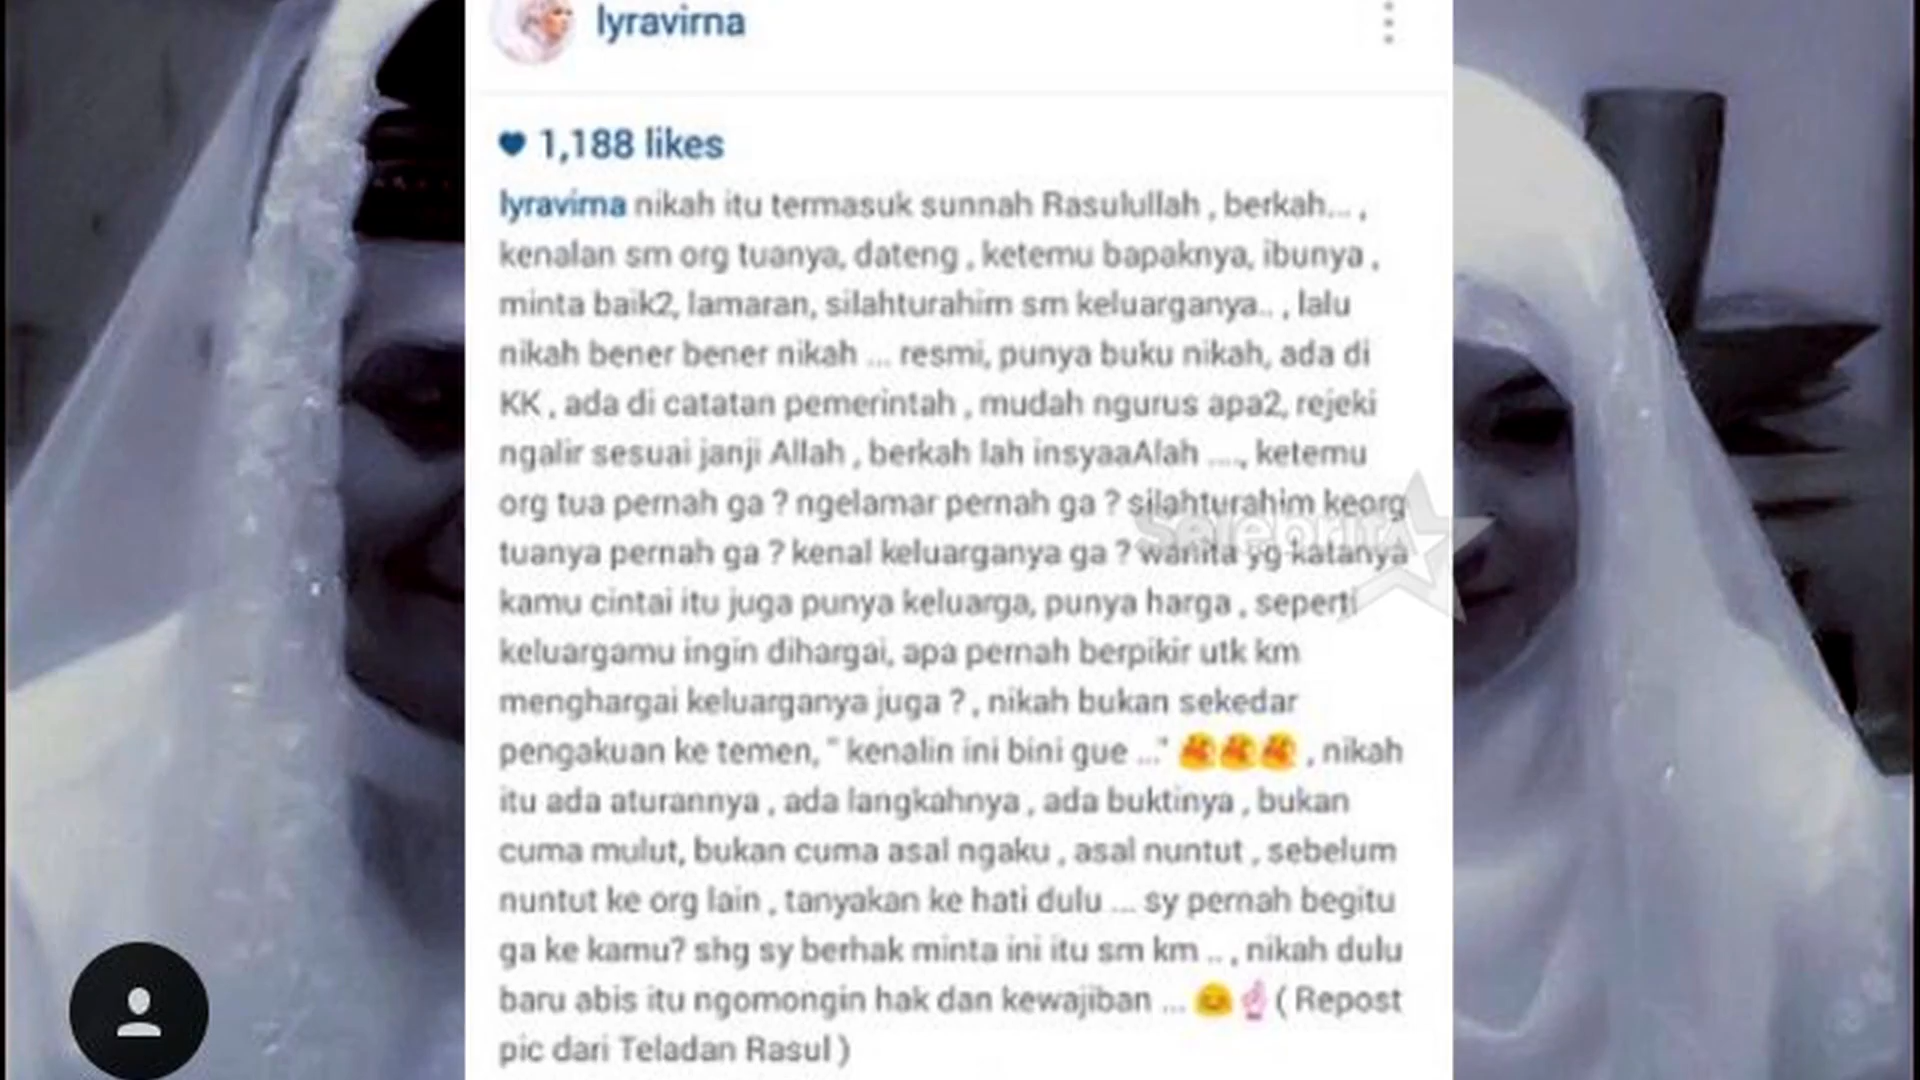 lyravirna
1,188 likes
lyravirna nikah itu termasuk sunnah Rasulullah , berkah... ,
kenalan sm org tuanya, dateng , ketemu bapaknya, ibunya ,
minta baik2, lamaran, silahturahim sm keluarganya.. , lalu
nikah bener bener nikah ... resmi, punya buku nikah, ada di
KK , ada di catatan pemerintah , mudah ngurus apa2, rejeki
ngalir sesuai janji Allah , berkah lah insyaaAlah ...., ketemu
org tua pernah ga ? ngelamar pernah ga ? silahturahim keorg
tuanya pernah ga ? kenal keluarganya ga ? wanita yg katanya
kamu cintai itu juga punya keluarga, punya harga , seperti
keluargamu ingin dihargai, apa pernah berpikir utk km
menghargai keluarganya juga ? , nikah bukan sekedar
pengakuan ke temen, " kenalin ini bini gue ..." , nikah
itu ada aturannya , ada langkahnya , ada buktinya , bukan
cuma mulut, bukan cuma asal ngaku , asal nuntut , sebelum
nuntut ke org lain , tanyakan ke hati dulu ... sy pernah begitu
ga ke kamu? shg sy berhak minta ini itu sm km .. , nikah dulu
baru abis itu ngomongin hak dan kewajiban ... 😊☝ ( Repost
pic dari Teladan Rasul )